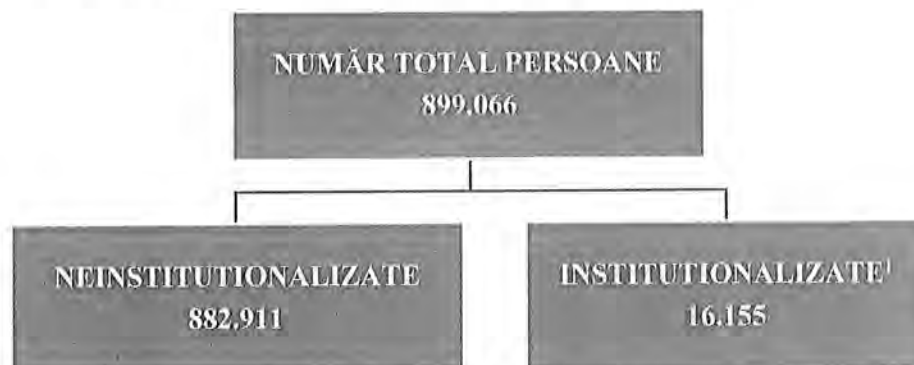 NUMĂR TOTAL PERSOANE
899.066
NEINSTITUTIONALIZATE
882.911
INSTITUTIONALIZATE¹
16.155